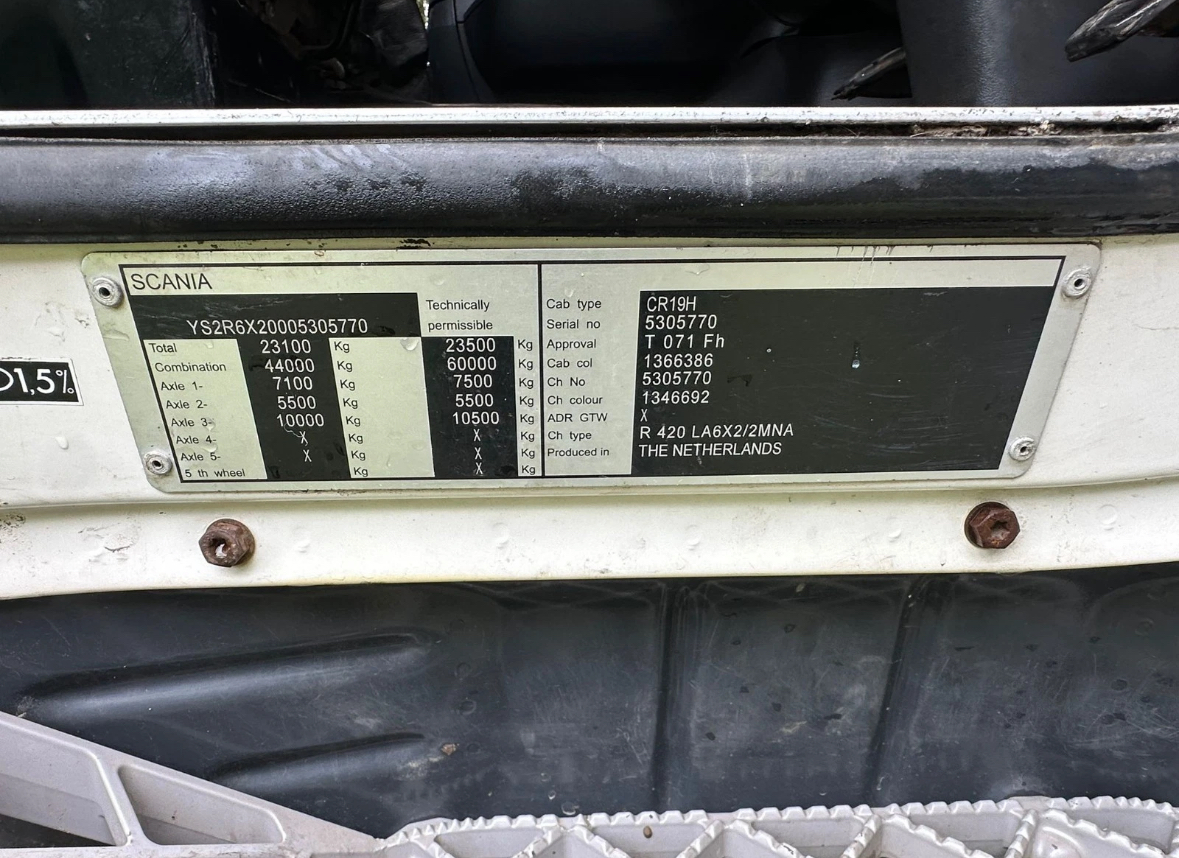 SCANIA
YS2R6X20005305770
Technically
permissible
Total 23100 Kg 23500 Kg
Combination 44000 Kg 60000 Kg
Axle 1- 7100 Kg 7500 Kg
Axle 2- 5500 Kg 5500 Kg
Axle 3- 10000 Kg 10500 Kg
Axle 4- X Kg X Kg
Axle 5- X Kg X Kg
5 th wheel Kg X Kg
Cab type CR19H
Serial no 5305770
Approval T 071 Fh
Cab col 1366386
Ch No 5305770
Ch colour 1346692
ADR GTW X
Ch type R 420 LA6X2/2MNA
Produced in THE NETHERLANDS
1,5%